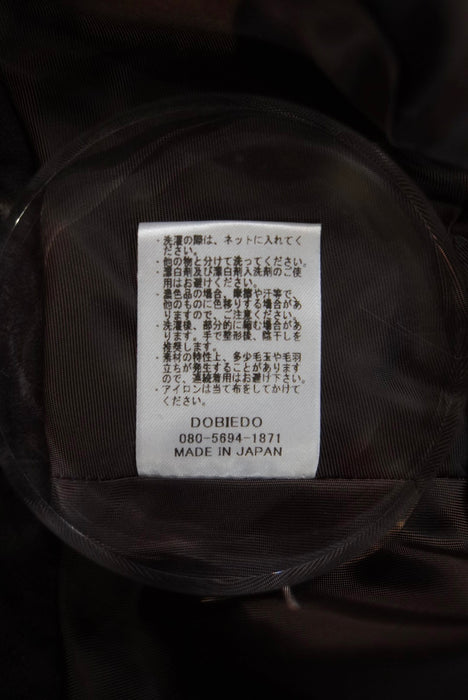 ・洗濯の際は、ネットに入れてく
ださい。
・他の物と分けて洗ってください。
・漂白剤及び漂白剤入洗剤のご使
用はお避けください。
・濃色品の場合、摩擦や汗等で、
他のものに色移りする場合があ
りますので、ご注意ください。
・洗濯後、部分的に縮む場合があ
ります。手で整形後、陰干しを
推奨します。
・素材の特性上、多少毛玉や毛羽
立ちが発生することがあります
ので、連続着用はお避け下さい。
・アイロンは当て布をしてかけて
ください。
DOBIEDO
080-5694-1871
MADE IN JAPAN